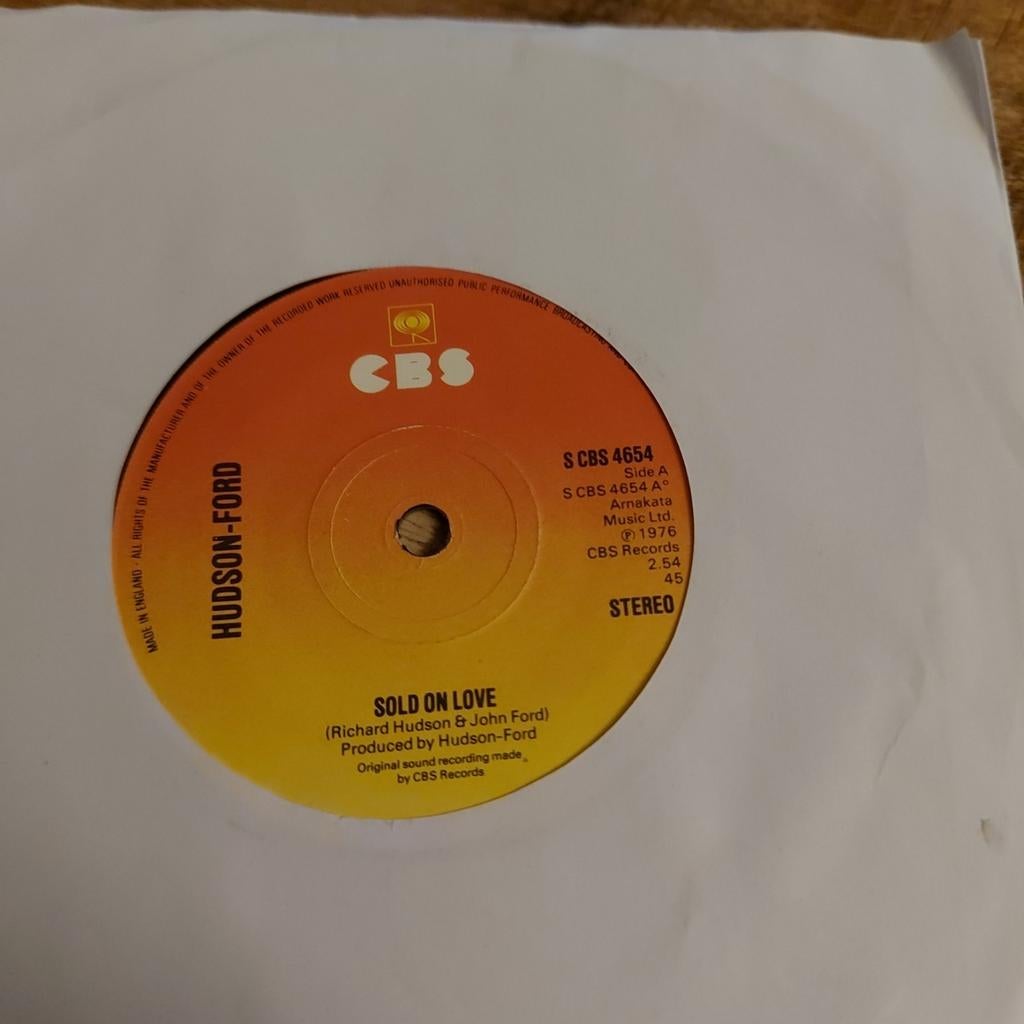 MADE IN ENGLAND · ALL RIGHTS OF THE MANUFACTURER AND OF THE OWNER OF THE RECORDED WORK RESERVED UNAUTHORISED PUBLIC PERFORMANCE BROADCASTING
CBS
HUDSON-FORD
S CBS 4654
Side A
S CBS 4654 A°
Arnakata
Music Ltd.
℗ 1976
CBS Records
2.54
45
STEREO
SOLD ON LOVE
(Richard Hudson & John Ford)
Produced by Hudson-Ford
Original sound recording made
by CBS Records